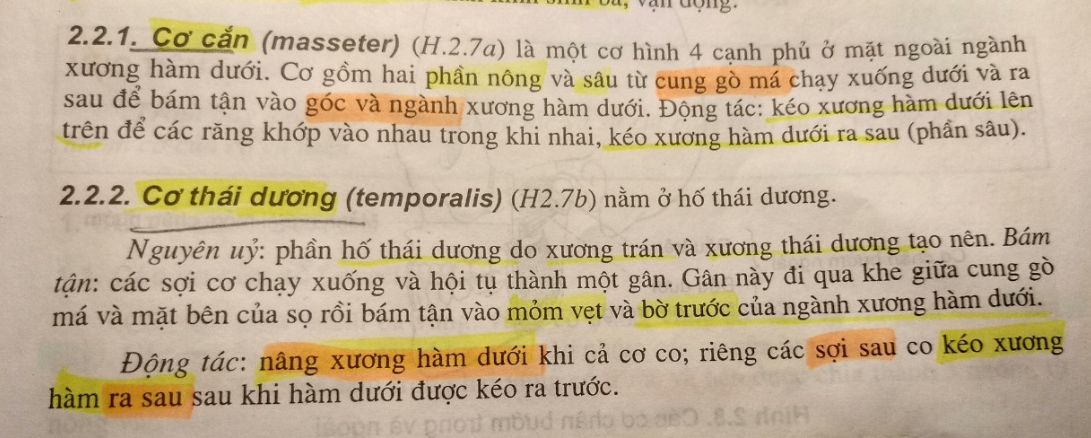 vận động.
2.2.1. Cơ cắn (masseter) (H.2.7a) là một cơ hình 4 cạnh phủ ở mặt ngoài ngành
xương hàm dưới. Cơ gồm hai phần nông và sâu từ cung gò má chạy xuống dưới và ra
sau để bám tận vào góc và ngành xương hàm dưới. Động tác: kéo xương hàm dưới lên
trên để các răng khớp vào nhau trong khi nhai, kéo xương hàm dưới ra sau (phần sâu).
2.2.2. Cơ thái dương (temporalis) (H2.7b) nằm ở hố thái dương.
Nguyên uỷ: phần hố thái dương do xương trán và xương thái dương tạo nên. Bám
tận: các sợi cơ chạy xuống và hội tụ thành một gân. Gân này đi qua khe giữa cung gò
má và mặt bên của sọ rồi bám tận vào mỏm vẹt và bờ trước của ngành xương hàm dưới.
Động tác: nâng xương hàm dưới khi cả cơ co; riêng các sợi sau co kéo xương
hàm ra sau sau khi hàm dưới được kéo ra trước.